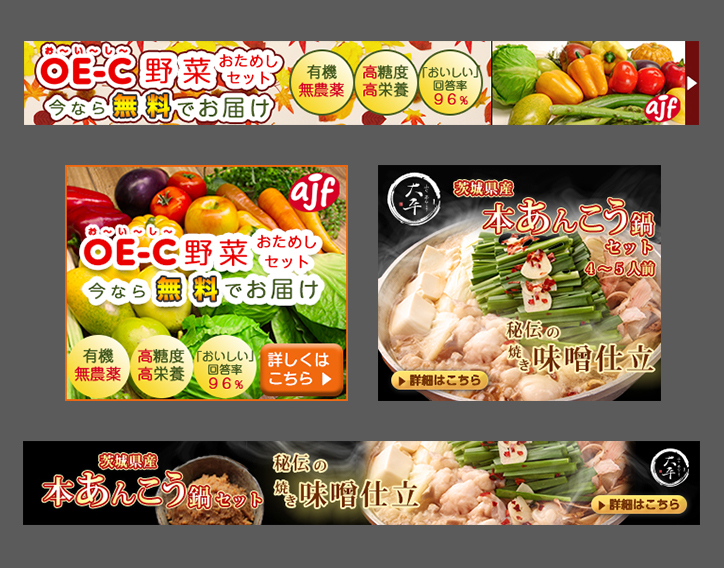 お〜い〜し〜
OE-C野菜
おためし
セット
今なら無料でお届け
有機
無農薬
高糖度
高栄養
「おいしい」
回答率
96％
ajf
ajf
お〜い〜し〜
OE-C野菜
おためし
セット
今なら無料でお届け
有機
無農薬
高糖度
高栄養
「おいしい」
回答率
96％
詳しくは
こちら ▶
大平
茨城県産
本あんこう鍋
セット
4〜5人前
秘伝の
焼き味噌仕立
▶詳細はこちら
茨城県産
本あんこう鍋セット
秘伝の
焼き味噌仕立
大平
▶詳細はこちら